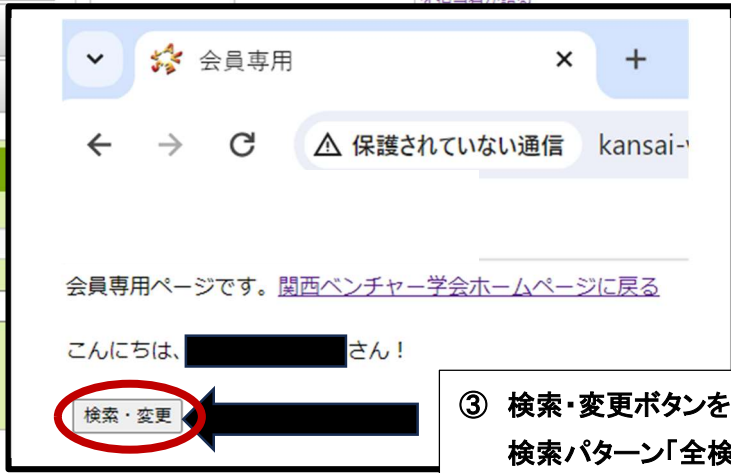 会員専用
保護されていない通信 kansai-
会員専用ページです。関西ベンチャー学会ホームページに戻る
こんにちは、 さん！
検索・変更
③ 検索・変更ボタンを
検索パターン「全検